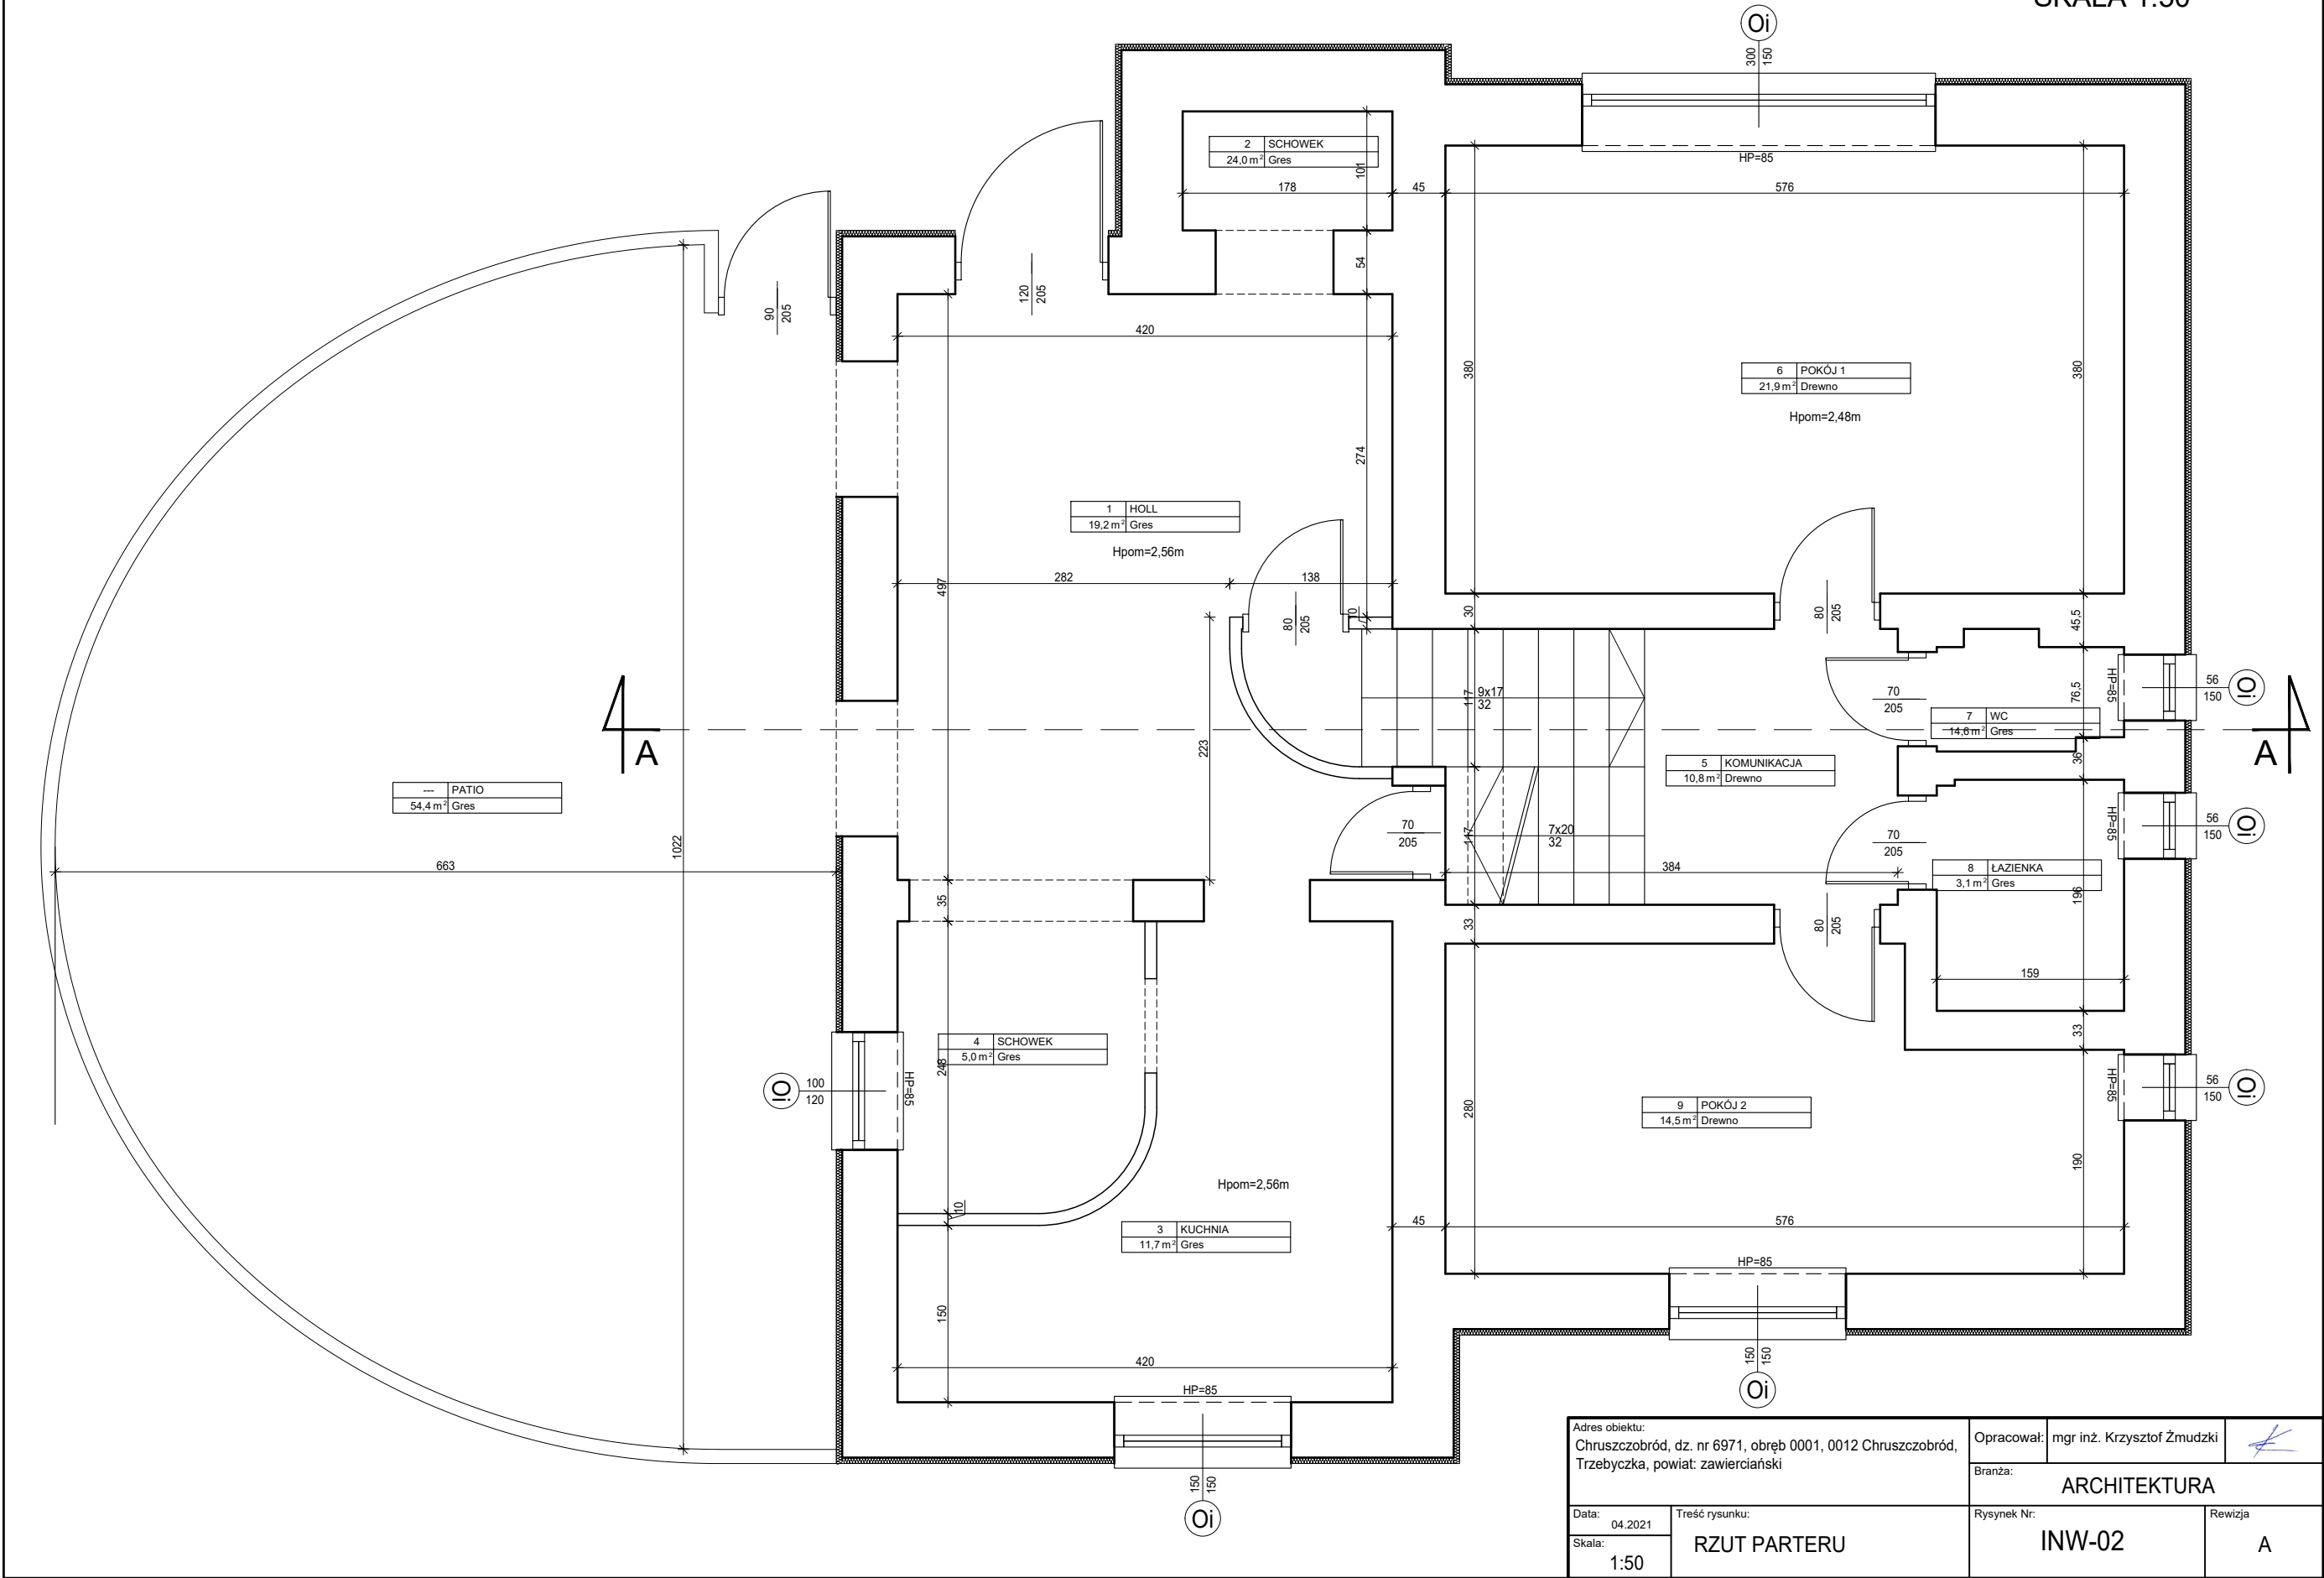 SKALA 1:50
Oi
300
150
HP=85
2 SCHOWEK
24,0 m² Gres
101
178
45
576
54
90
205
120
205
420
380
380
6 POKÓJ 1
21,9 m² Drewno
Hpom=2,48m
274
1 HOLL
19,2 m² Gres
Hpom=2,56m
497
282
138
80
205
10
30
80
205
45,5
117
9x17
32
70
205
76,5
HP=85
56
150
Oi
7 WC
14,6 m² Gres
36
A
A
223
5 KOMUNIKACJA
10,8 m² Drewno
--- PATIO
54,4 m² Gres
1022
663
70
205
117
7x20
32
384
70
205
HP=85
56
150
Oi
8 ŁAZIENKA
3,1 m² Gres
196
35
33
80
205
159
33
4 SCHOWEK
5,0 m² Gres
248
Oi
100
120
HP=85
280
9 POKÓJ 2
14,5 m² Drewno
HP=85
56
150
Oi
190
10
Hpom=2,56m
3 KUCHNIA
11,7 m² Gres
45
576
HP=85
150
420
HP=85
150
150
Oi
150
150
Oi
Adres obiektu:
Chruszczobród, dz. nr 6971, obręb 0001, 0012 Chruszczobród,
Trzebyczka, powiat: zawierciański
Opracował: mgr inż. Krzysztof Żmudzki
Branża:
ARCHITEKTURA
Data:
04.2021
Treść rysunku:
RZUT PARTERU
Skala:
1:50
Rysynek Nr:
INW-02
Rewizja
A